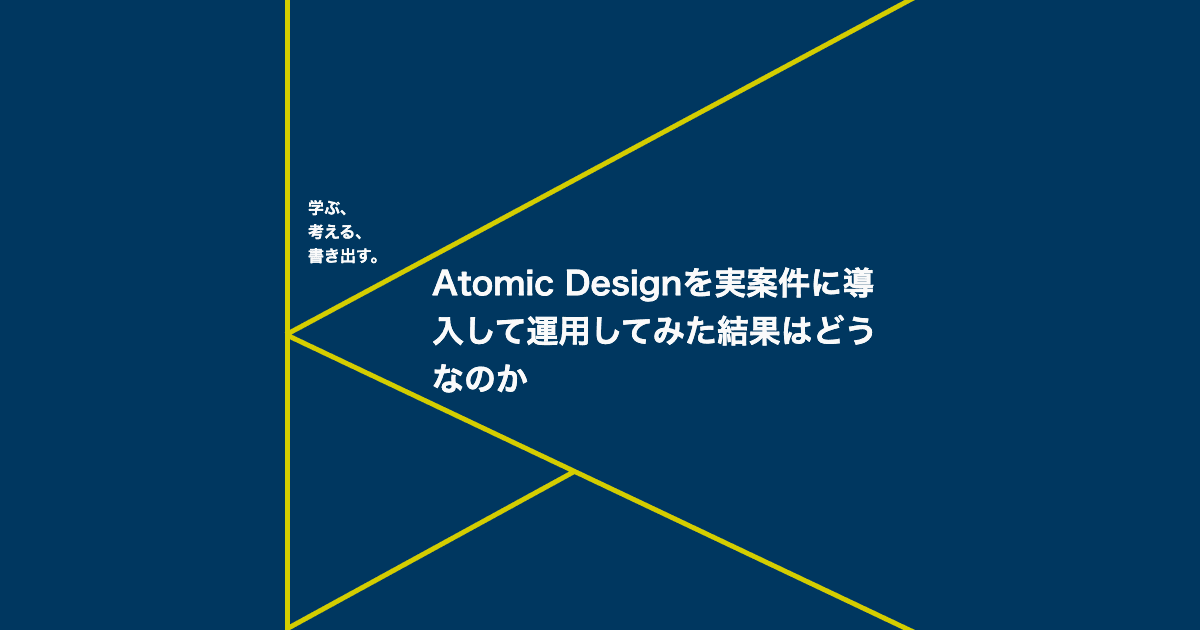 学ぶ、
考える、
書き出す。
Atomic Designを実案件に導
入して運用してみた結果はどう
なのか